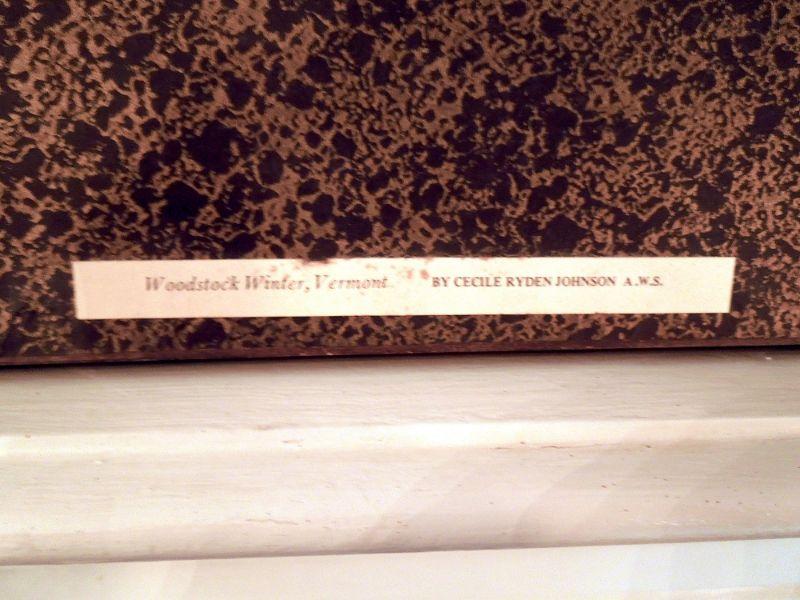 Woodstock Winter, Vermont. BY CECILE RYDEN JOHNSON A.W.S.